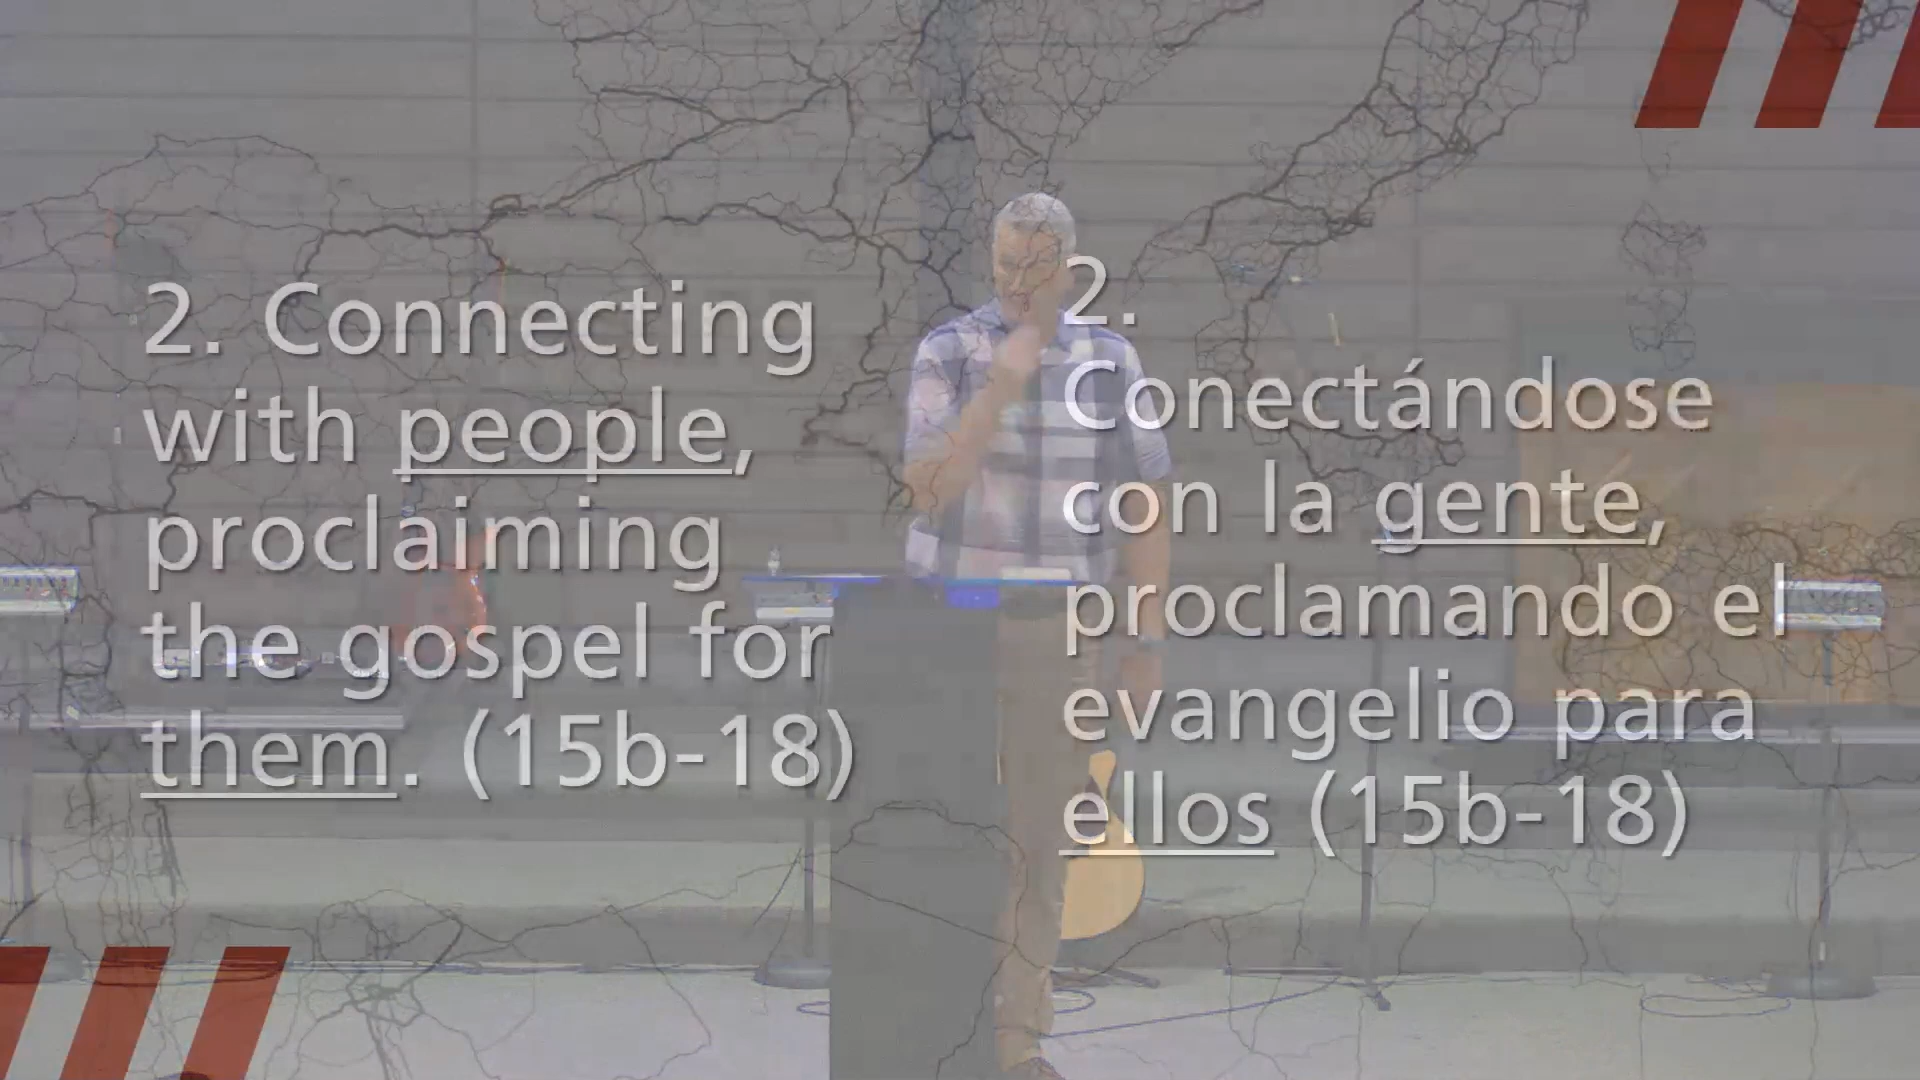 2. Connecting
with people,
proclaiming
the gospel for
them. (15b-18)
2.
Conectándose
con la gente,
proclamando el
evangelio para
ellos (15b-18)